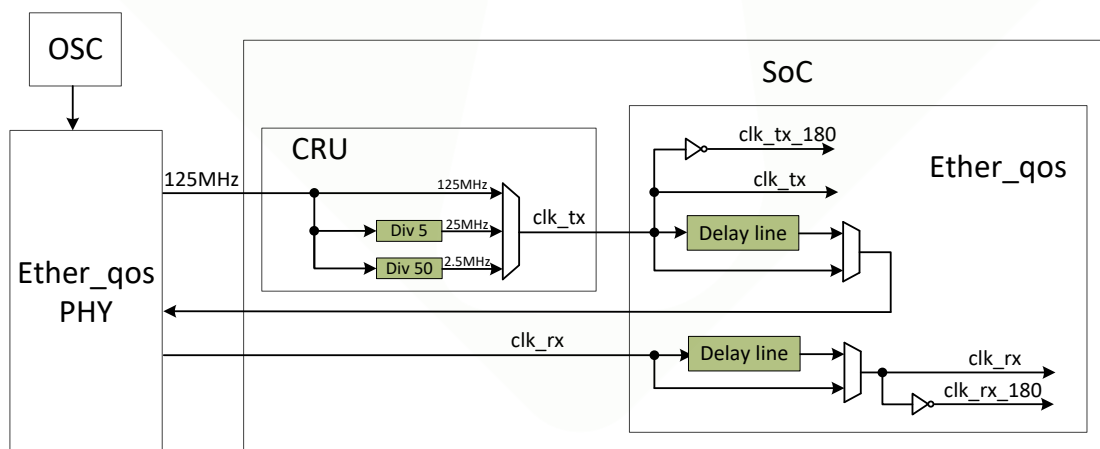 OSC
SoC
CRU
Ether_qos
clk_tx_180
clk_tx
125MHz
125MHz
Div 5
25MHz
clk_tx
Delay line
Div 50
2.5MHz
Ether_qos
PHY
clk_rx
Delay line
clk_rx
clk_rx_180